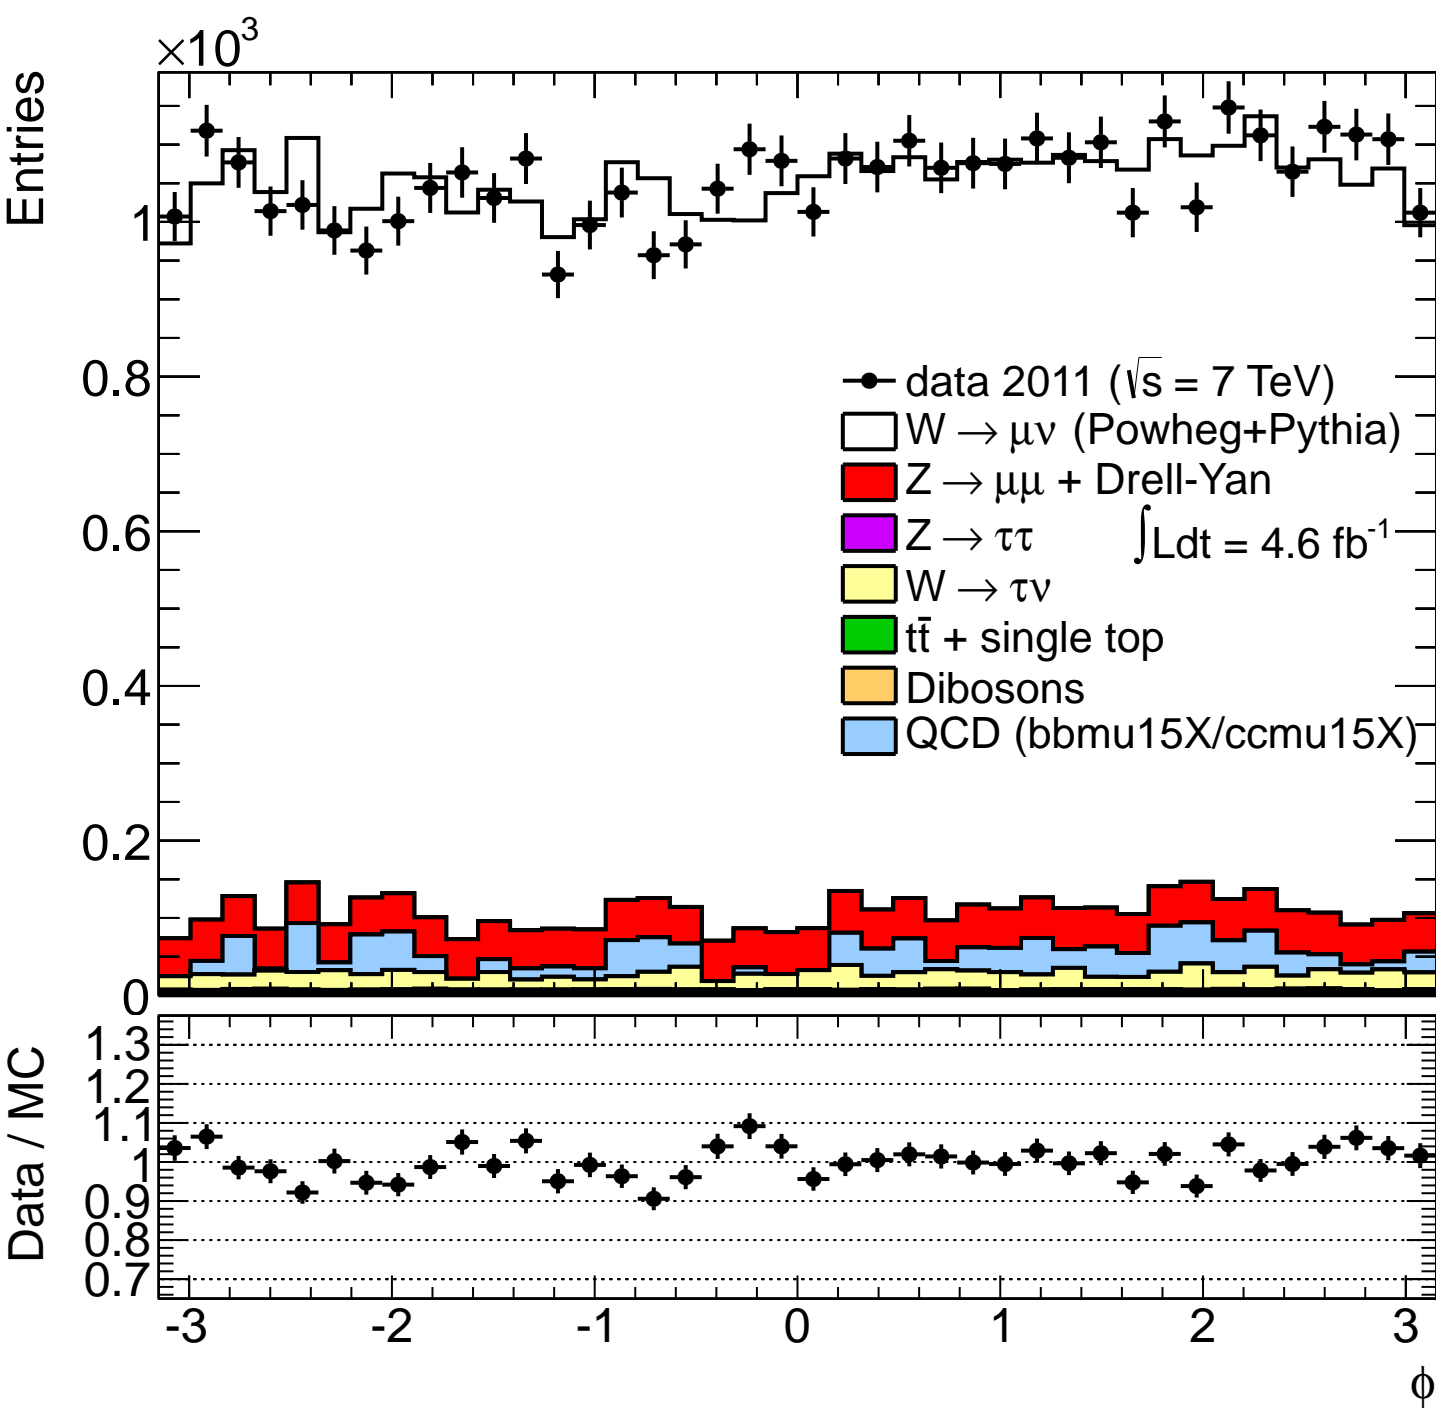 ×10³
Entries
1
0.8
0.6
0.4
0.2
0
data 2011 (√s = 7 TeV)
W → μν (Powheg+Pythia)
Z → μμ + Drell-Yan
Z → ττ
∫Ldt = 4.6 fb⁻¹
W → τν
tt̄ + single top
Dibosons
QCD (bbmu15X/ccmu15X)
Data / MC
1.3
1.2
1.1
1
0.9
0.8
0.7
-3 -2 -1 0 1 2 3
ϕ